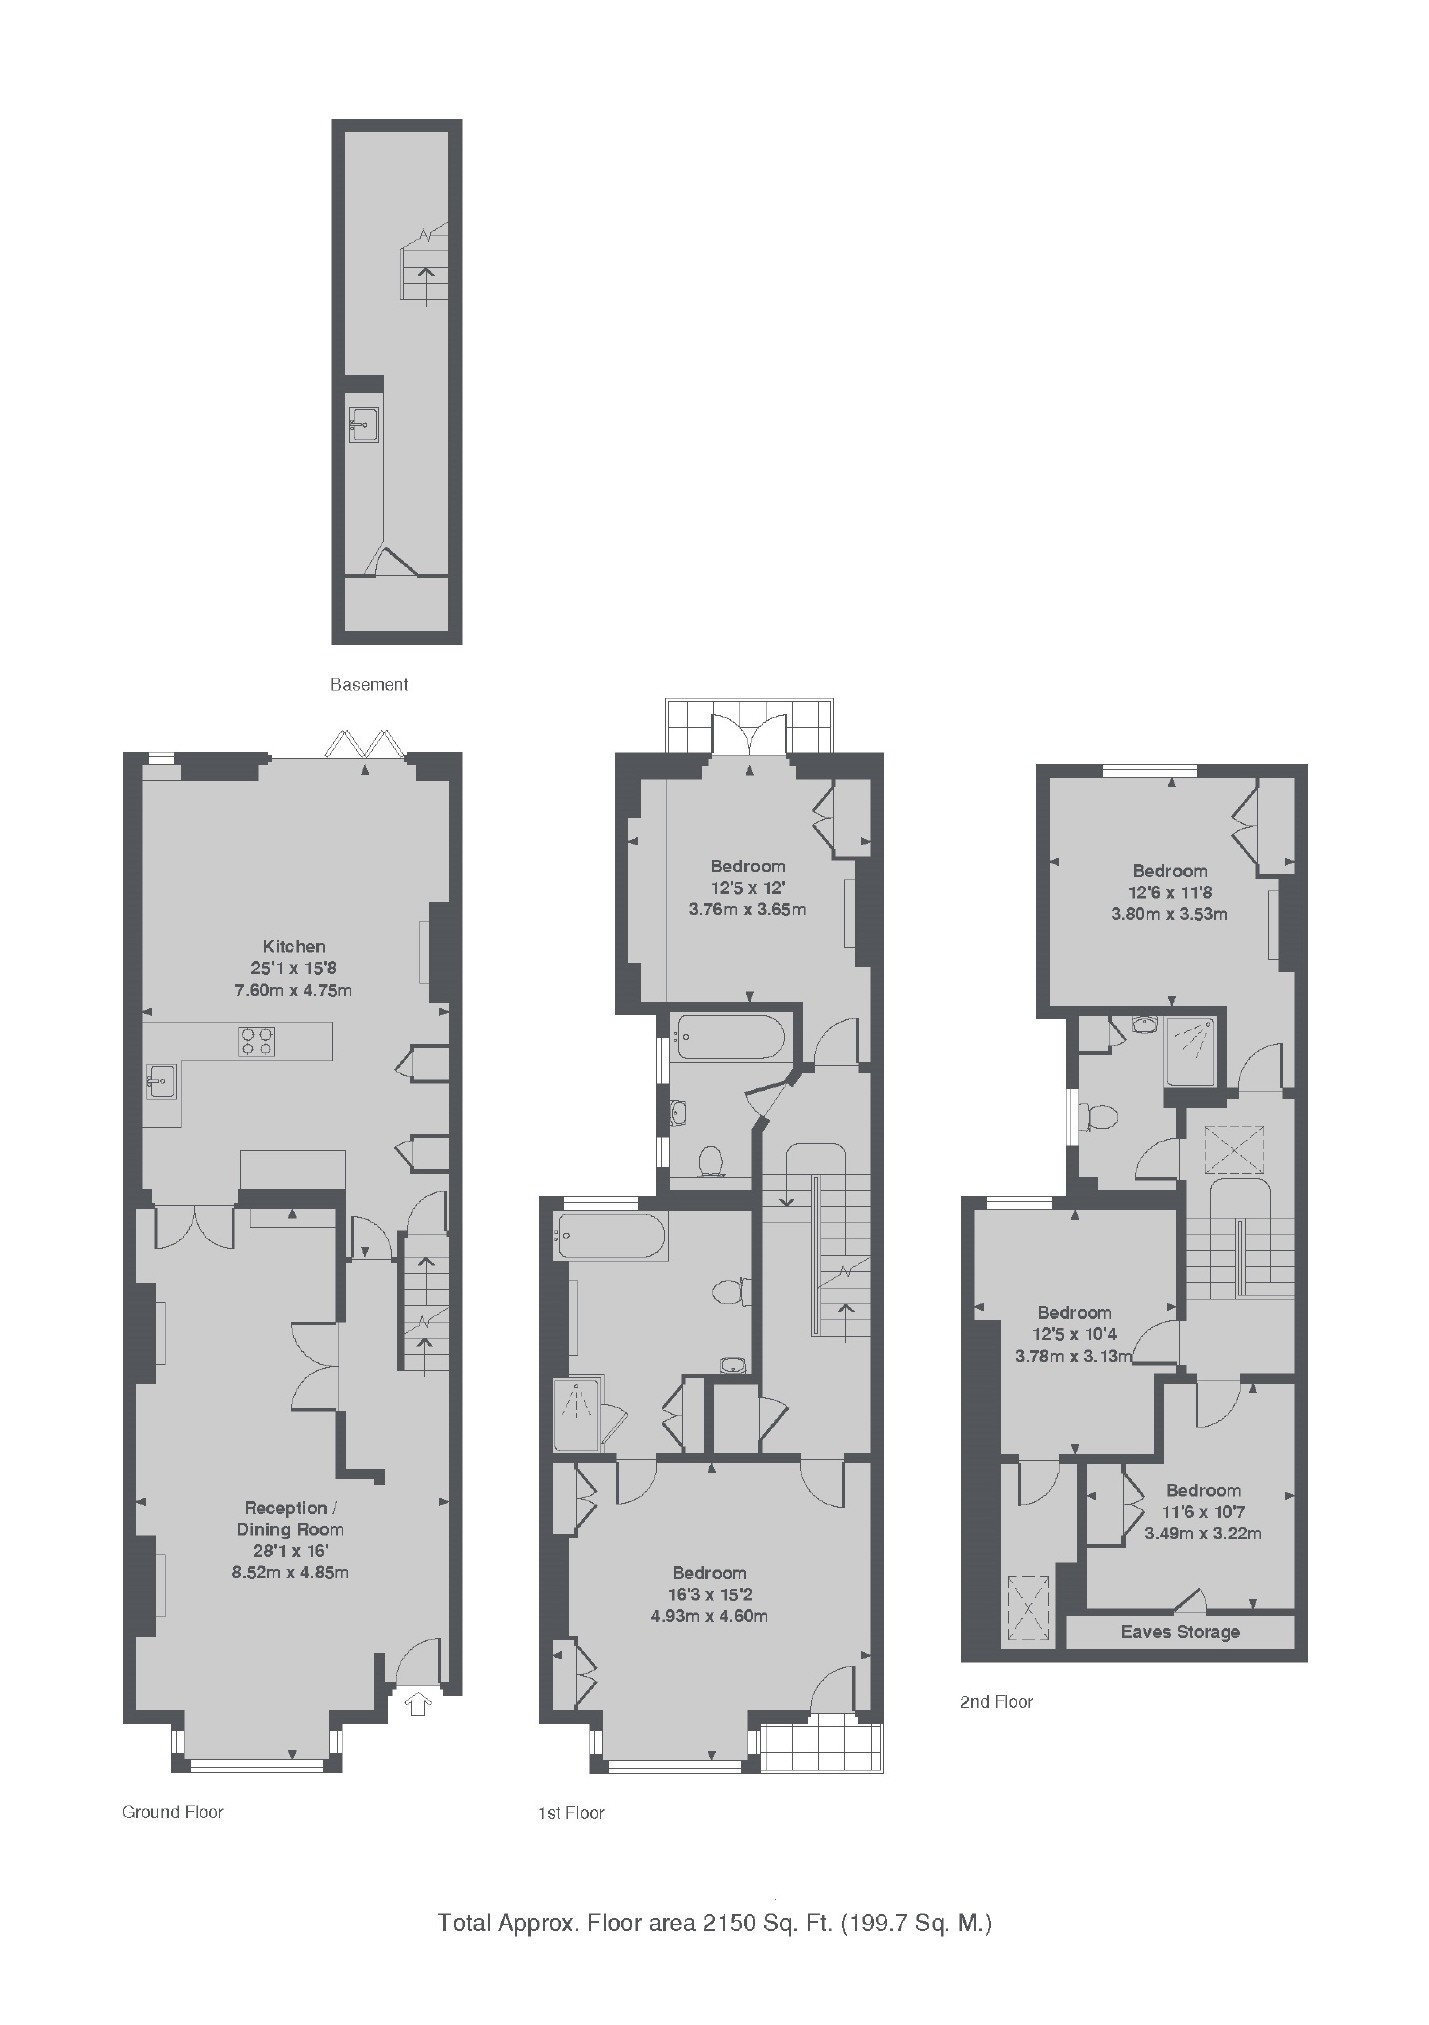 Basement
Kitchen
25'1 x 15'8
7.60m x 4.75m
Reception /
Dining Room
28'1 x 16'
8.52m x 4.85m
Ground Floor
Bedroom
12'5 x 12'
3.76m x 3.65m
Bedroom
16'3 x 15'2
4.93m x 4.60m
1st Floor
Bedroom
12'6 x 11'8
3.80m x 3.53m
Bedroom
12'5 x 10'4
3.78m x 3.13m
Bedroom
11'6 x 10'7
3.49m x 3.22m
Eaves Storage
2nd Floor
Total Approx. Floor area 2150 Sq. Ft. (199.7 Sq. M.)